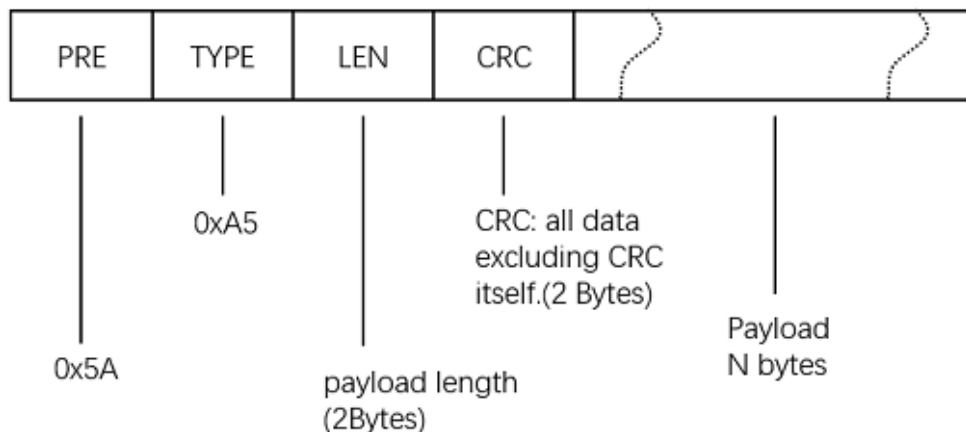 PRE
TYPE
LEN
CRC
0xA5
CRC: all data
excluding CRC
itself.(2 Bytes)
Payload
N bytes
0x5A
payload length
(2Bytes)